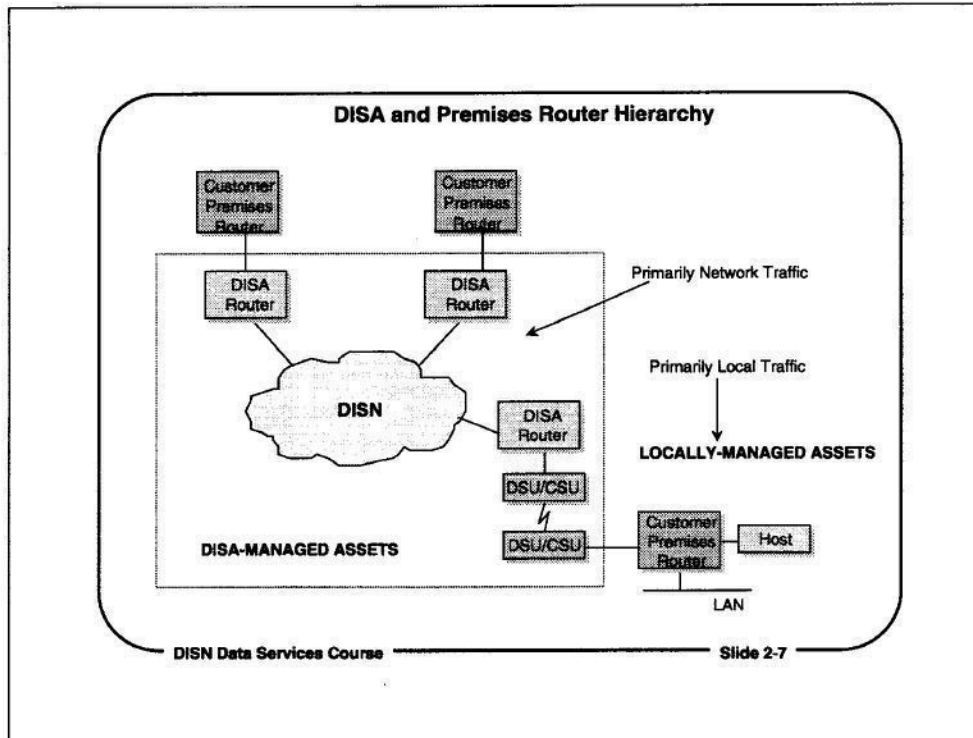 DISA and Premises Router Hierarchy
Customer
Premises
Router
Customer
Premises
Router
DISA
Router
DISA
Router
Primarily Network Traffic
Primarily Local Traffic
DISN
DISA
Router
LOCALLY-MANAGED ASSETS
DSU/CSU
DISA-MANAGED ASSETS
DSU/CSU
Customer
Premises
Router
Host
LAN
DISN Data Services Course
Slide 2-7